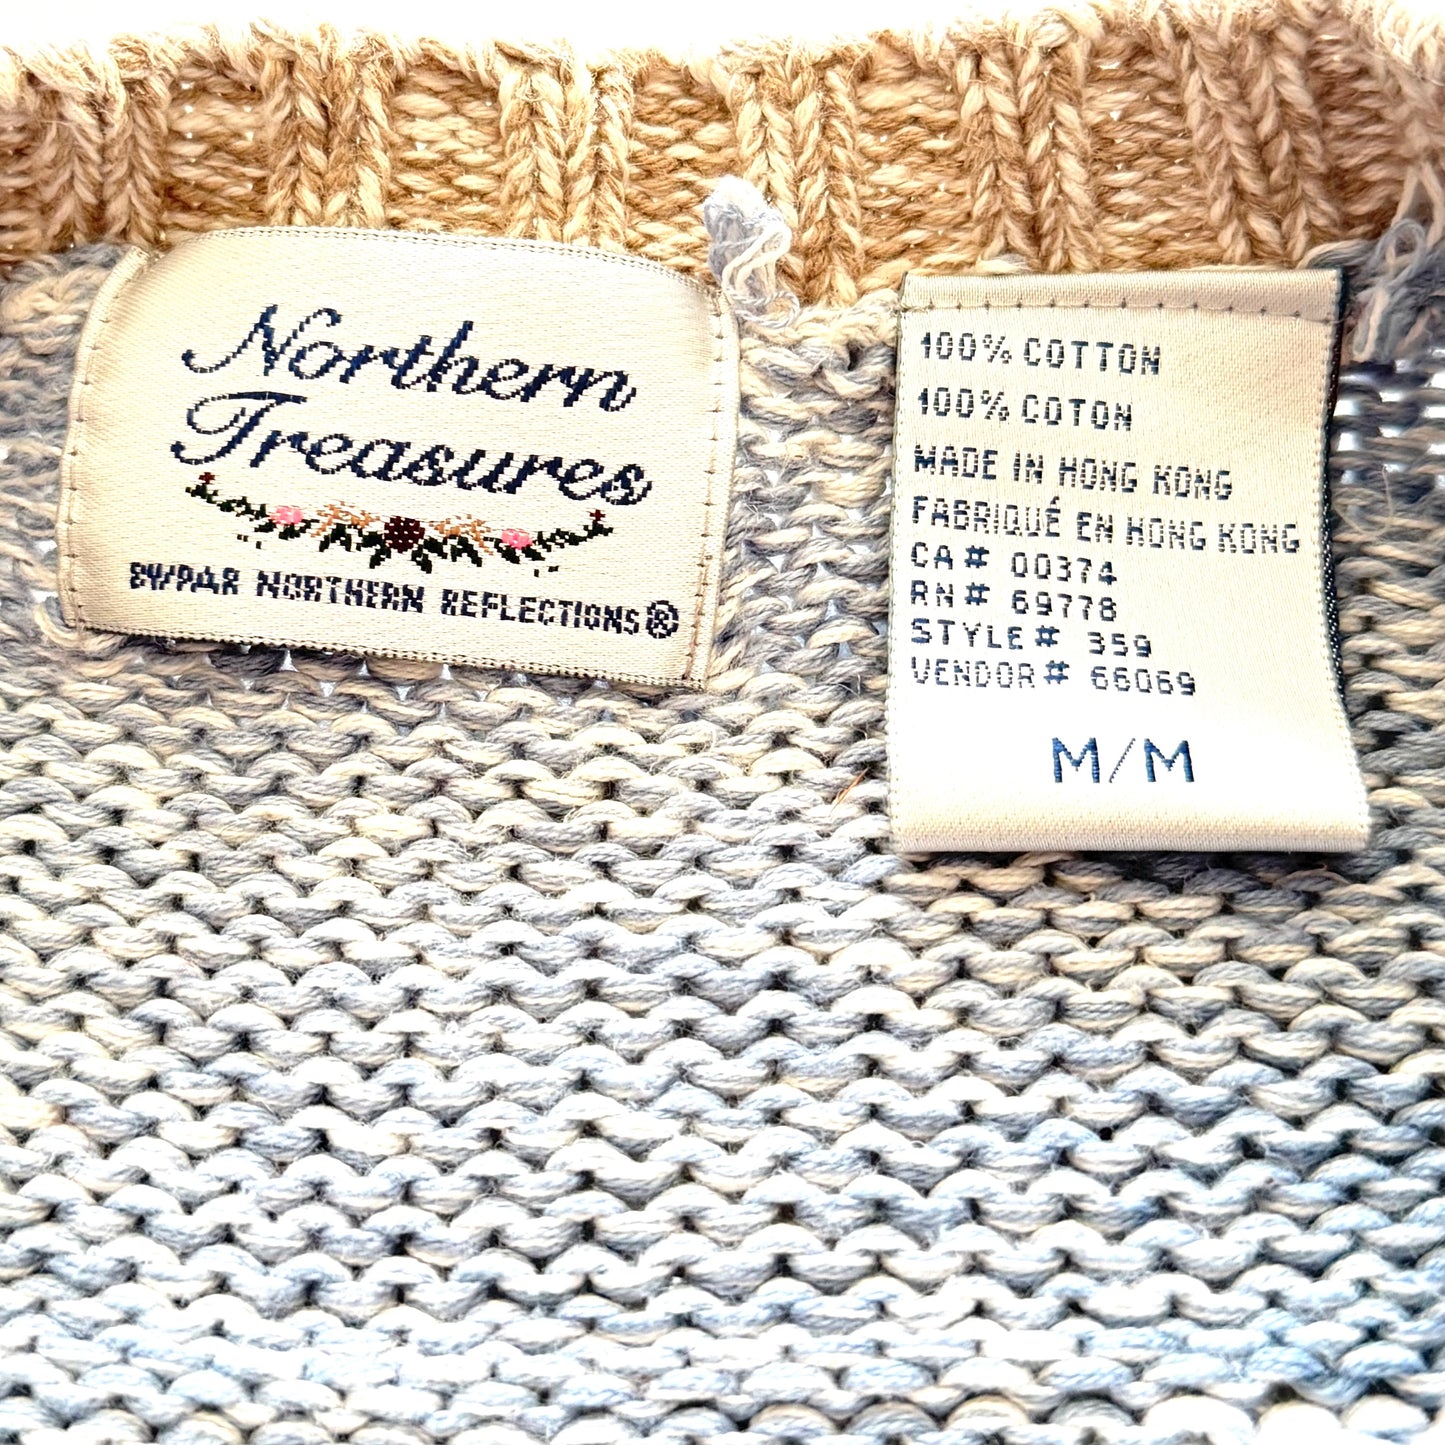 Northern
Treasures
BY/PAR NORTHERN REFLECTIONS®
100% COTTON
100% COTON
MADE IN HONG KONG
FABRIQUÉ EN HONG KONG
CA# 00374
RN# 69778
STYLE# 359
VENDOR# 66069
M/M